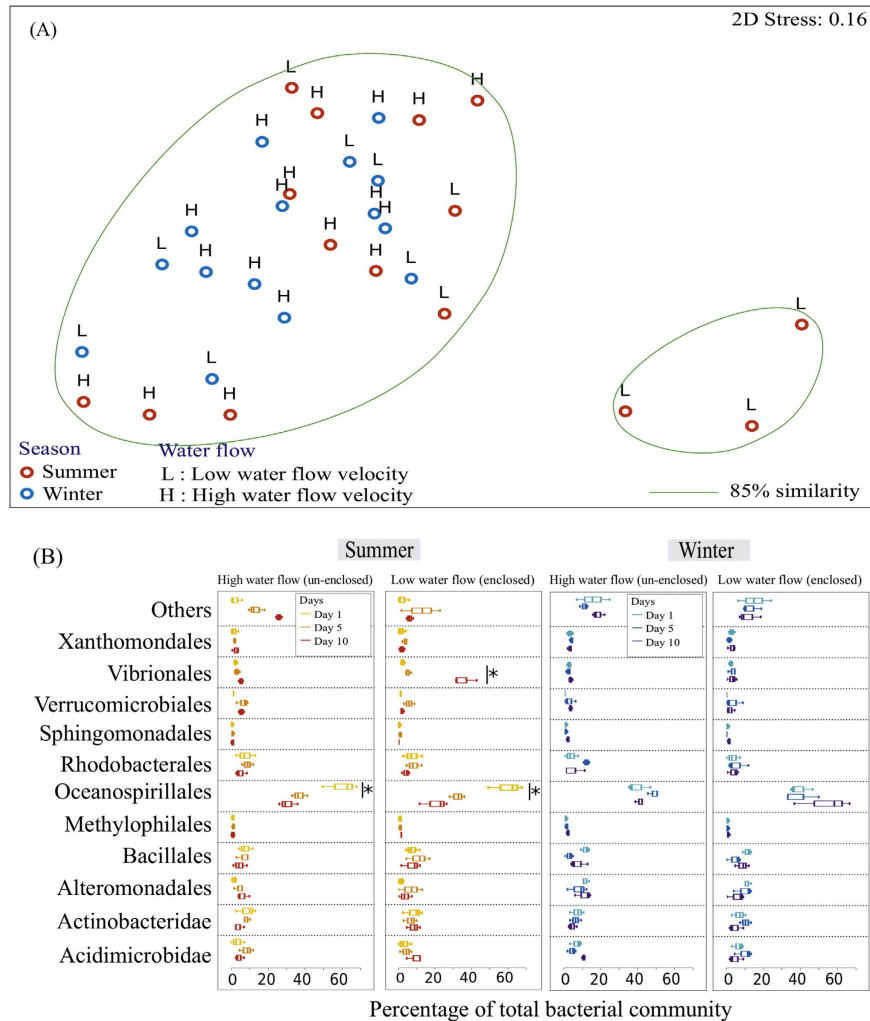 (A)
2D Stress: 0.16
L
H
H
H
H
H
L
L
H
H
H
H
L
H
H
L
H
H
H
L
L
H
L
L
H
L
H
H
L
L
L
Season
Water flow
Summer
L : Low water flow velocity
Winter
H : High water flow velocity
85% similarity
(B)
Summer
Winter
High water flow (un-enclosed)
Low water flow (enclosed)
High water flow (un-enclosed)
Low water flow (enclosed)
Days
Day 1
Day 5
Day 10
Days
Day 1
Day 5
Day 10
Others
Xanthomondales
Vibrionales
*
Verrucomicrobiales
Sphingomonadales
Rhodobacterales
Oceanospirillales
*
*
Methylophilales
Bacillales
Alteromonadales
Actinobacteridae
Acidimicrobidae
0 20 40 60
0 20 40 60
0 20 40 60
0 20 40 60
Percentage of total bacterial community